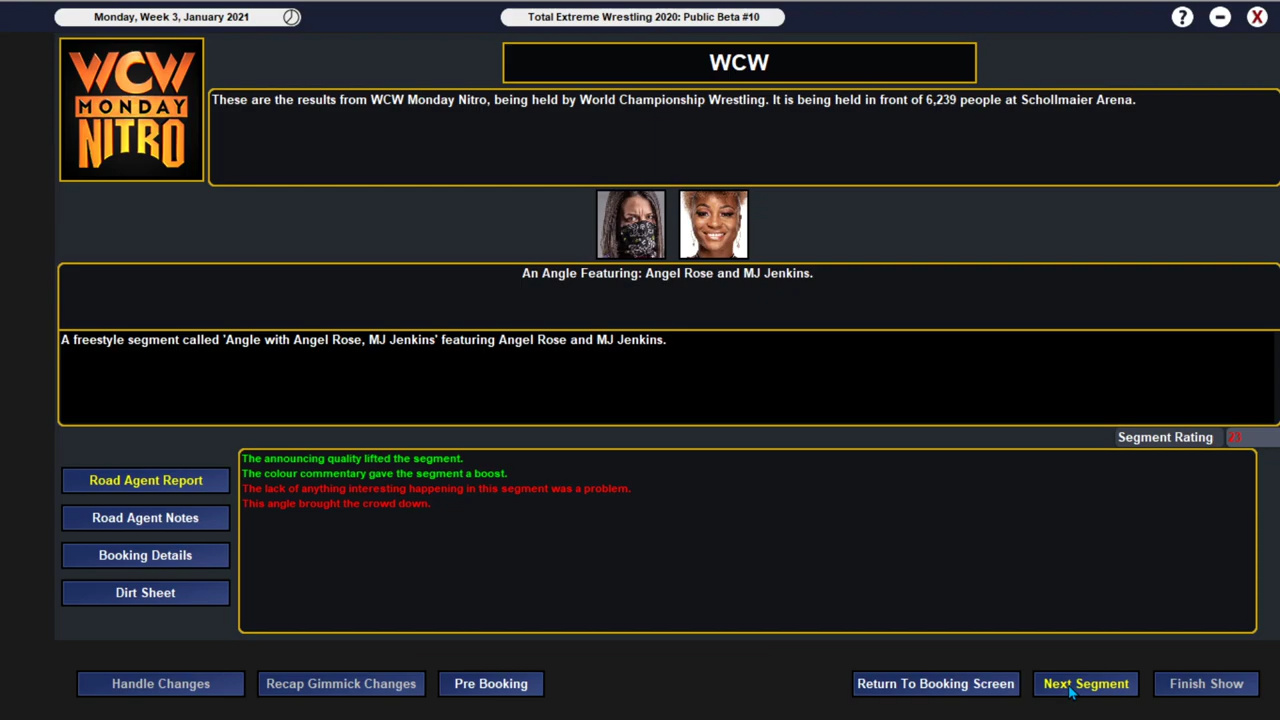 Monday, Week 3, January 2021
Total Extreme Wrestling 2020: Public Beta #10
?
X
WCW
MONDAY
NITRO
WCW
These are the results from WCW Monday Nitro, being held by World Championship Wrestling. It is being held in front of 6,239 people at Schollmaier Arena.
An Angle Featuring: Angel Rose and MJ Jenkins.
A freestyle segment called 'Angle with Angel Rose, MJ Jenkins' featuring Angel Rose and MJ Jenkins.
Segment Rating 23
Road Agent Report
Road Agent Notes
Booking Details
Dirt Sheet
The announcing quality lifted the segment.
The colour commentary gave the segment a boost.
The lack of anything interesting happening in this segment was a problem.
This angle brought the crowd down.
Handle Changes
Recap Gimmick Changes
Pre Booking
Return To Booking Screen
Next Segment
Finish Show